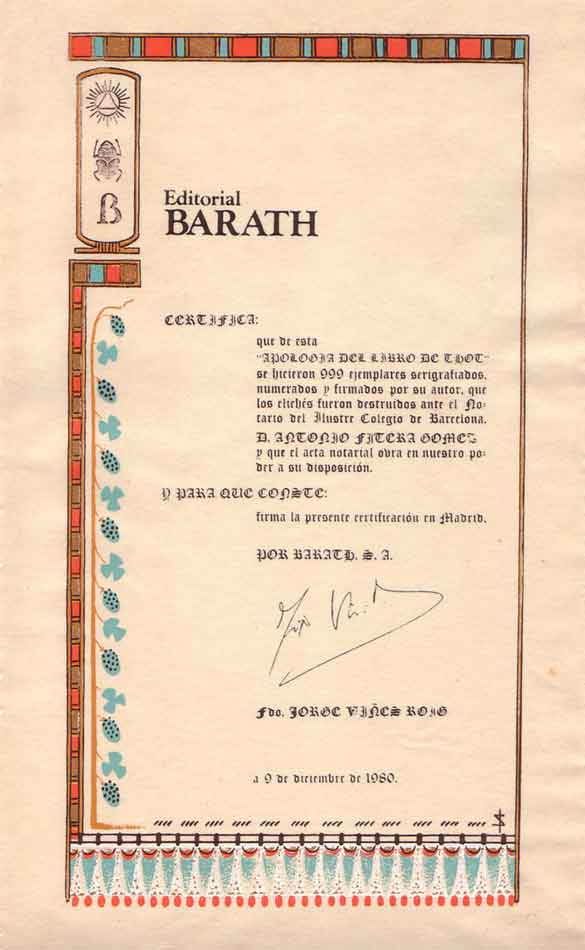 ß
Editorial
BARATH
CERTIFICA:
que de esta
"APOLOGIA DEL LIBRO DE THOT"
se hicieron 999 ejemplares serigrafiados,
numerados y firmados por su autor, que
los clichés fueron destruidos ante el No-
tario del Ilustre Colegio de Barcelona,
D. ANTONIO FITERA GOMEZ
y que el acta notarial obra en nuestro po-
der a su disposición.
Y PARA QUE CONSTE:
firma la presente certificación en Madrid,
POR BARATH, S. A.
Fdo. JORGE VIÑES ROIG
a 9 de diciembre de 1980.